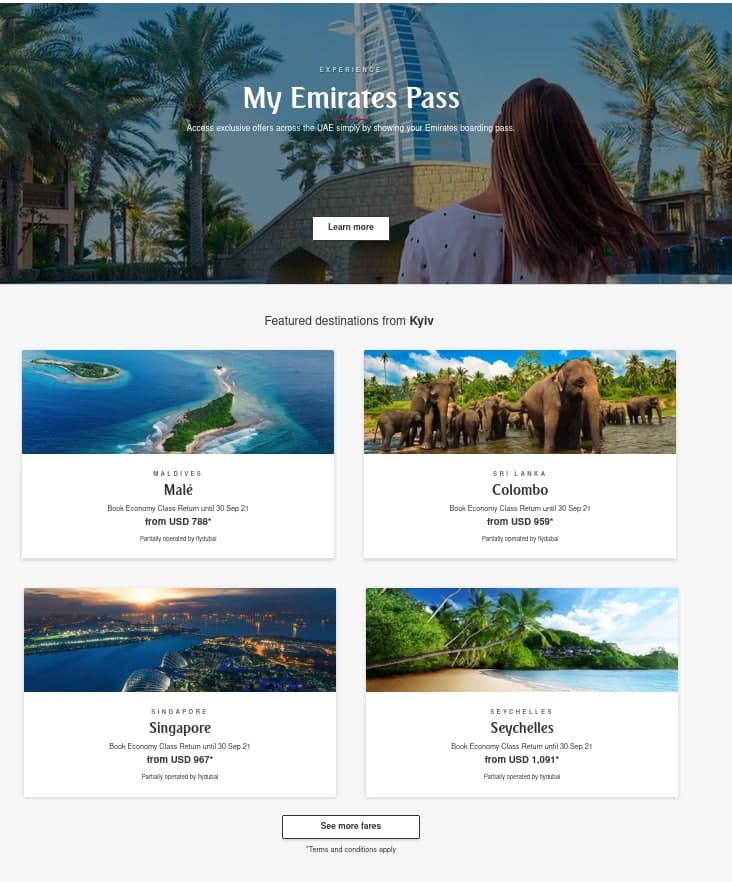 EXPERIENCE
My Emirates Pass
Access exclusive offers across the UAE simply by showing your Emirates boarding pass.
Learn more
Featured destinations from Kyiv
MALDIVES
Malé
Book Economy Class Return until 30 Sep 21
from USD 788*
Partially operated by flydubai
SRI LANKA
Colombo
Book Economy Class Return until 30 Sep 21
from USD 959*
Partially operated by flydubai
SINGAPORE
Singapore
Book Economy Class Return until 30 Sep 21
from USD 967*
Partially operated by flydubai
SEYCHELLES
Seychelles
Book Economy Class Return until 30 Sep 21
from USD 1,091*
Partially operated by flydubai
See more fares
*Terms and conditions apply